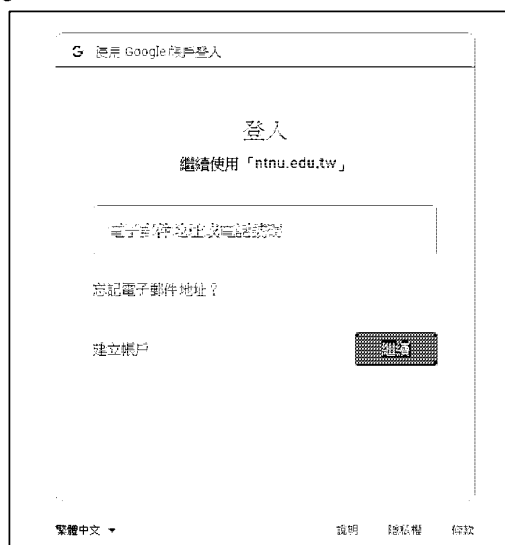 G 使用 Google 帳戶登入
登入
繼續使用「ntnu.edu.tw」
電子郵件地址或電話號碼
忘記電子郵件地址？
建立帳戶
繼續
繁體中文
說明 隱私權 條款